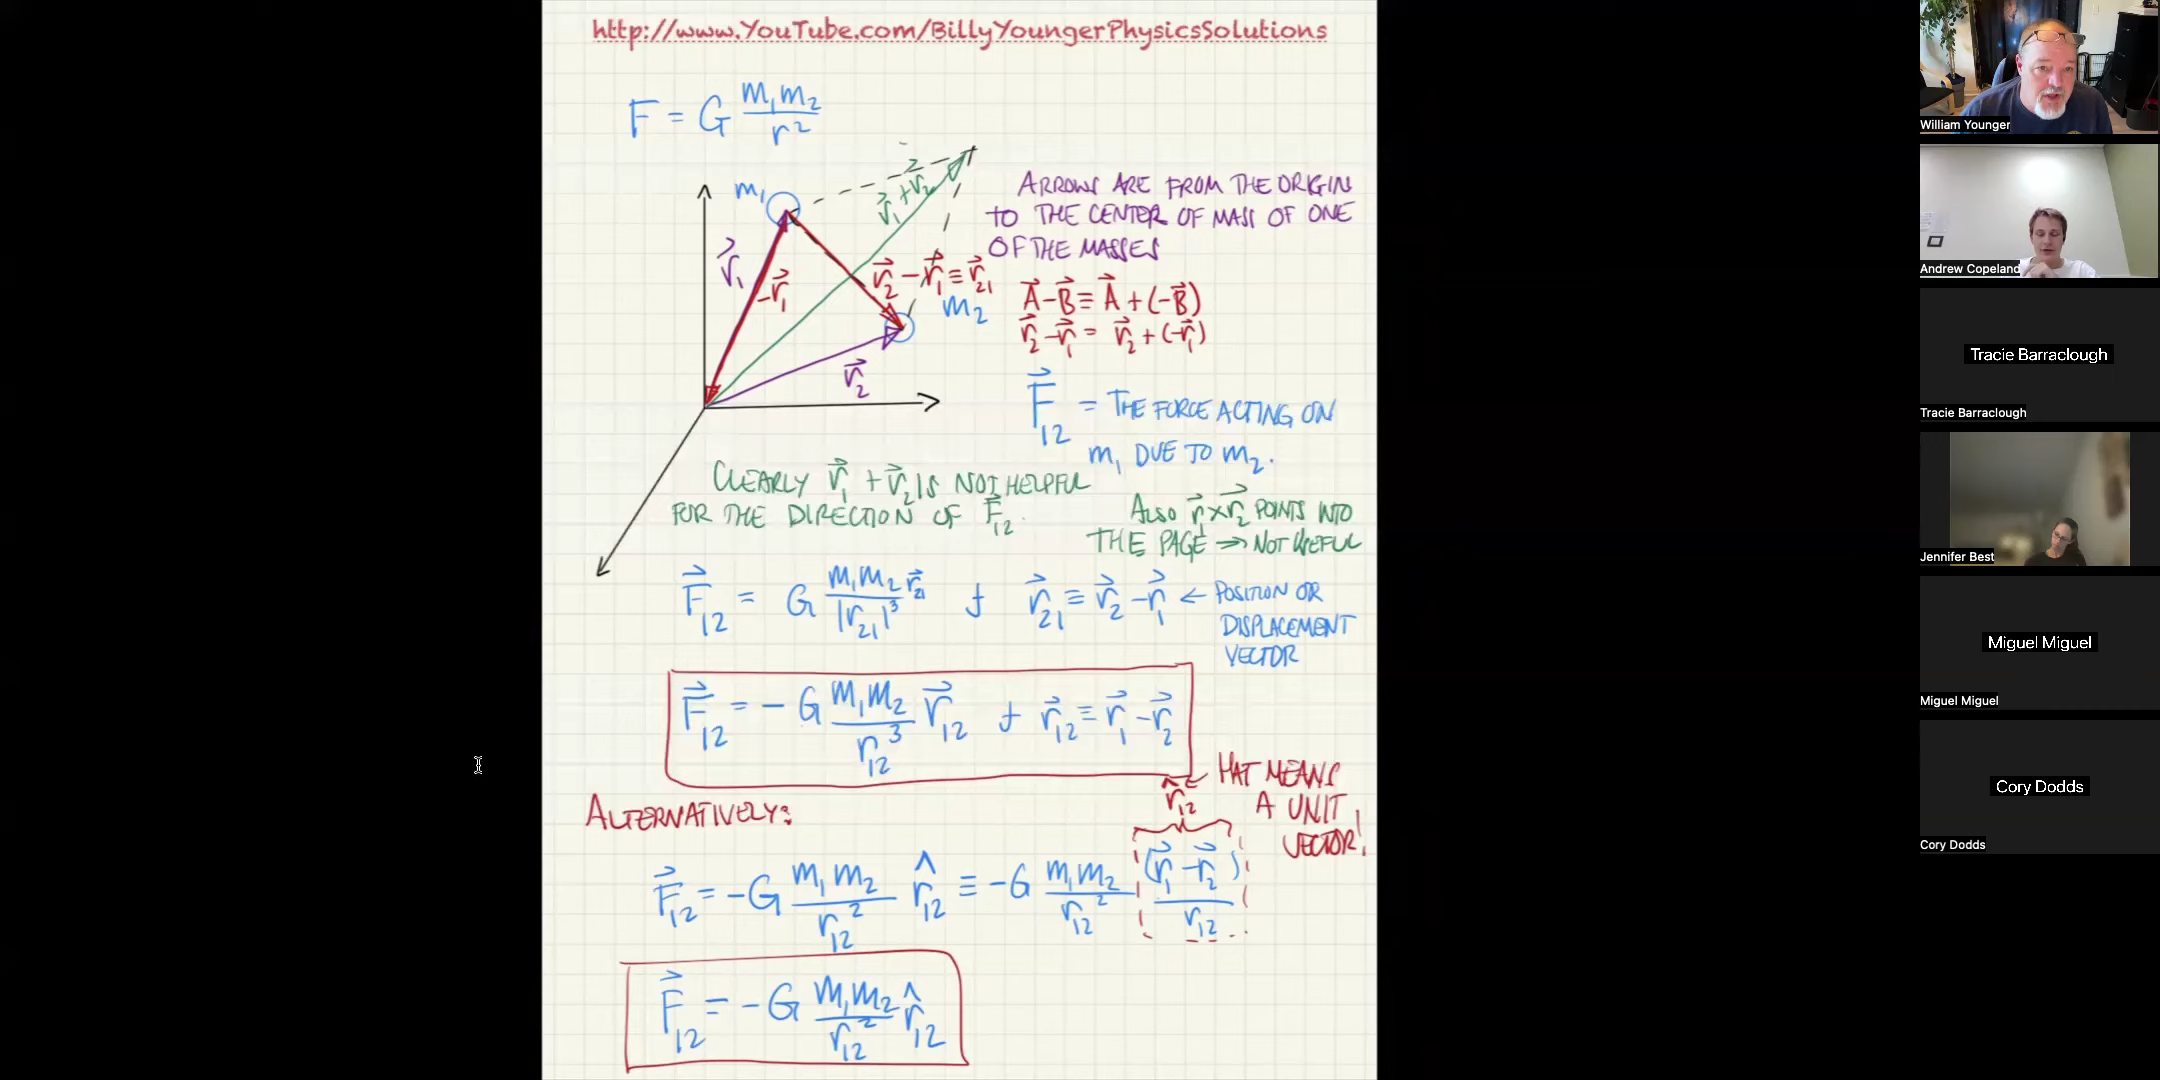 http://www.YouTube.com/BillyYoungerPhysicsSolutions
F = G m₁m₂ / r²
m₁
r⃗₁
-r⃗₁
r⃗₁ + r⃗₂
r⃗₂ - r⃗₁ ≡ r⃗₂₁
m₂
r⃗₂
ARROWS ARE FROM THE ORIGIN
TO THE CENTER OF MASS OF ONE
OF THE MASSES
A⃗ - B⃗ ≡ A⃗ + (-B⃗)
r⃗₂ - r⃗₁ = r⃗₂ + (-r⃗₁)
F⃗₁₂ = THE FORCE ACTING ON
m₁ DUE TO m₂.
CLEARLY r⃗₁ + r⃗₂ IS NOT HELPFUL
FOR THE DIRECTION OF F⃗₁₂.
ALSO r⃗₁ × r⃗₂ POINTS INTO
THE PAGE → NOT USEFUL
F⃗₁₂ = G m₁m₂ / |r₂₁|³ r⃗₂₁ & r⃗₂₁ ≡ r⃗₂ - r⃗₁ ← POSITION OR
DISPLACEMENT
VECTOR
F⃗₁₂ = - G m₁m₂ / r₁₂³ r⃗₁₂ & r⃗₁₂ ≡ r⃗₁ - r⃗₂
ALTERNATIVELY:
r̂₁₂ ← HAT MEANS
A UNIT
VECTOR!
F⃗₁₂ = -G m₁m₂ / r₁₂² r̂₁₂ ≡ -G m₁m₂ / r₁₂² (r⃗₁ - r⃗₂) / r₁₂
F⃗₁₂ = -G m₁m₂ / r₁₂² r̂₁₂
William Younger
Andrew Copeland
Tracie Barraclough
Tracie Barraclough
Jennifer Best
Miguel Miguel
Miguel Miguel
Cory Dodds
Cory Dodds